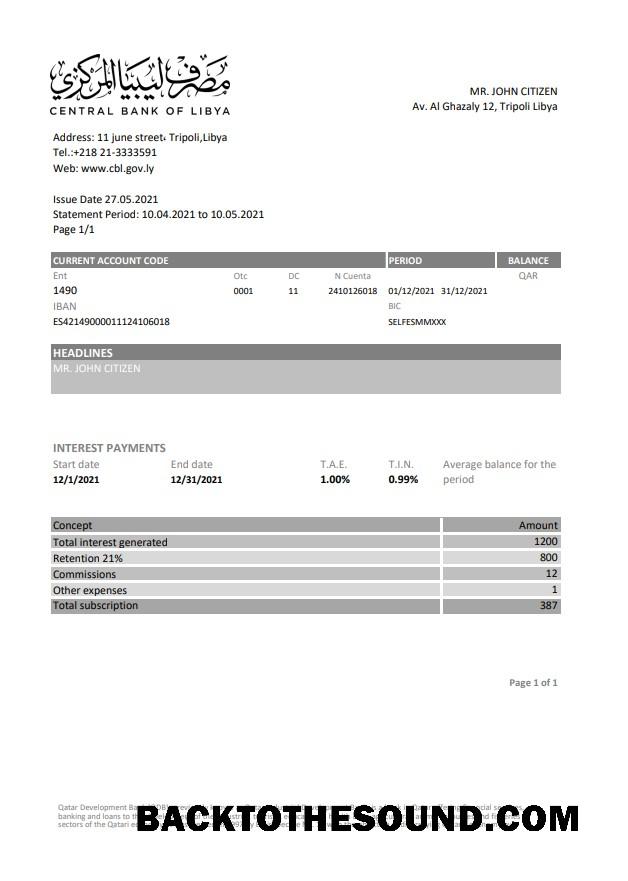 مصرف ليبيا المركزي
CENTRAL BANK OF LIBYA
MR. JOHN CITIZEN
Av. Al Ghazaly 12, Tripoli Libya
Address: 11 june street، Tripoli,Libya
Tel.:+218 21-3333591
Web: www.cbl.gov.ly
Issue Date 27.05.2021
Statement Period: 10.04.2021 to 10.05.2021
Page 1/1
CURRENT ACCOUNT CODE PERIOD BALANCE
Ent Otc DC N Cuenta QAR
1490 0001 11 2410126018 01/12/2021 31/12/2021
IBAN BIC
ES42149000011124106018 SELFESMMXXX
HEADLINES
MR. JOHN CITIZEN
INTEREST PAYMENTS
Start date End date T.A.E. T.I.N. Average balance for the
12/1/2021 12/31/2021 1.00% 0.99% period
Concept Amount
Total interest generated 1200
Retention 21% 800
Commissions 12
Other expenses 1
Total subscription 387
Page 1 of 1
Qatar Development
banking and loans to
sectors of the Qatari
BACKTOTHESOUND.COM